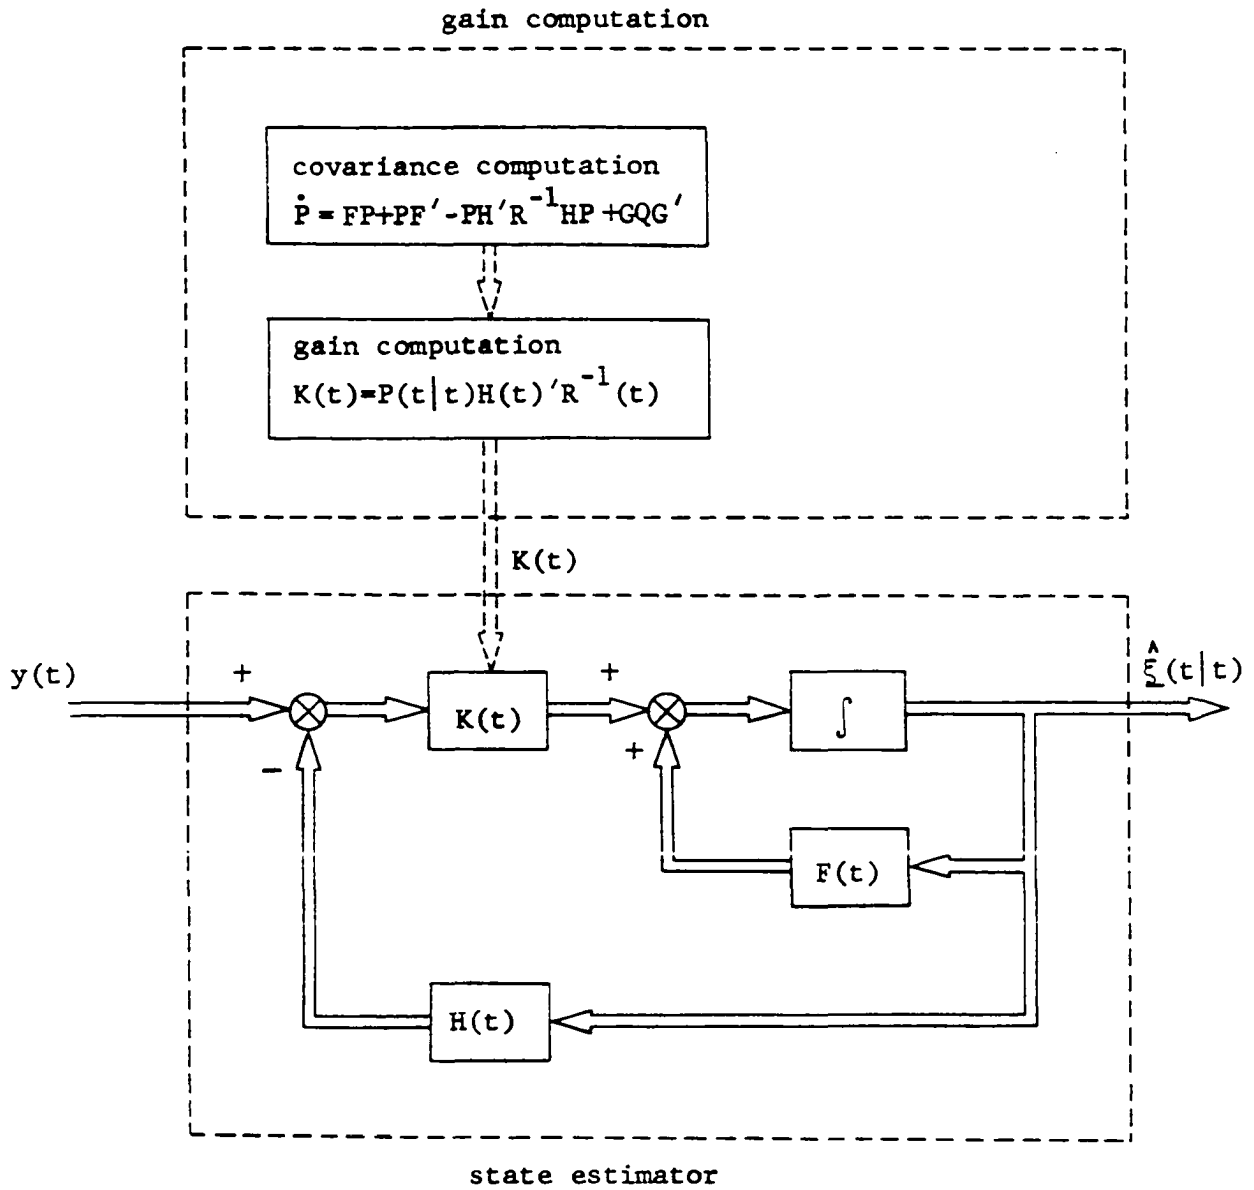 gain computation
covariance computation
Ṗ = FP+PF′-PH′R⁻¹HP+GQG′
gain computation
K(t)=P(t|t)H(t)′R⁻¹(t)
K(t)
y(t)
+
K(t)
+
∫
ξ̲̂(t|t)
-
+
F(t)
H(t)
state estimator